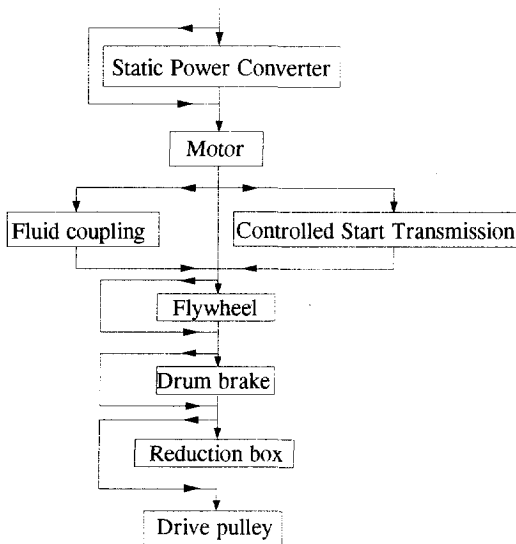 Static Power Converter
Motor
Fluid coupling
Controlled Start Transmission
Flywheel
Drum brake
Reduction box
Drive pulley